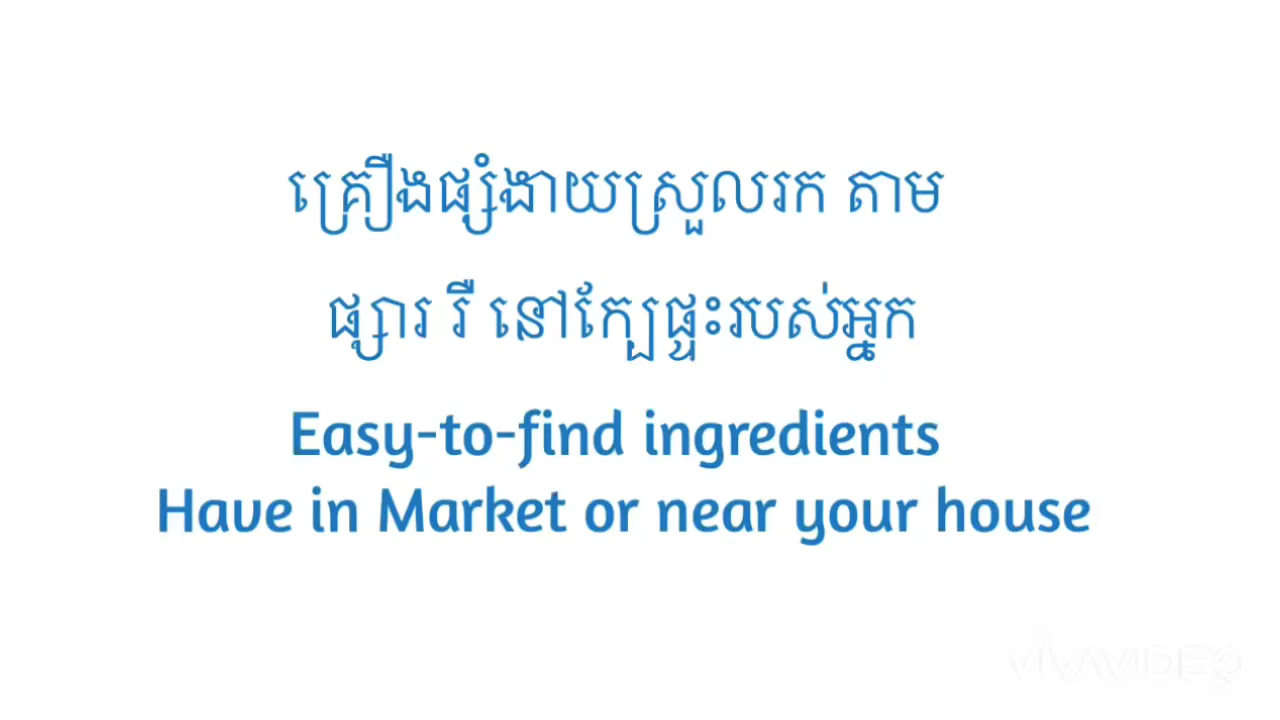 គ្រឿងផ្សំងាយស្រួលរក តាម
ផ្សារ រឺ នៅក្បែផ្ទះរបស់អ្នក
Easy-to-find ingredients
Have in Market or near your house
VIVAVIDEO